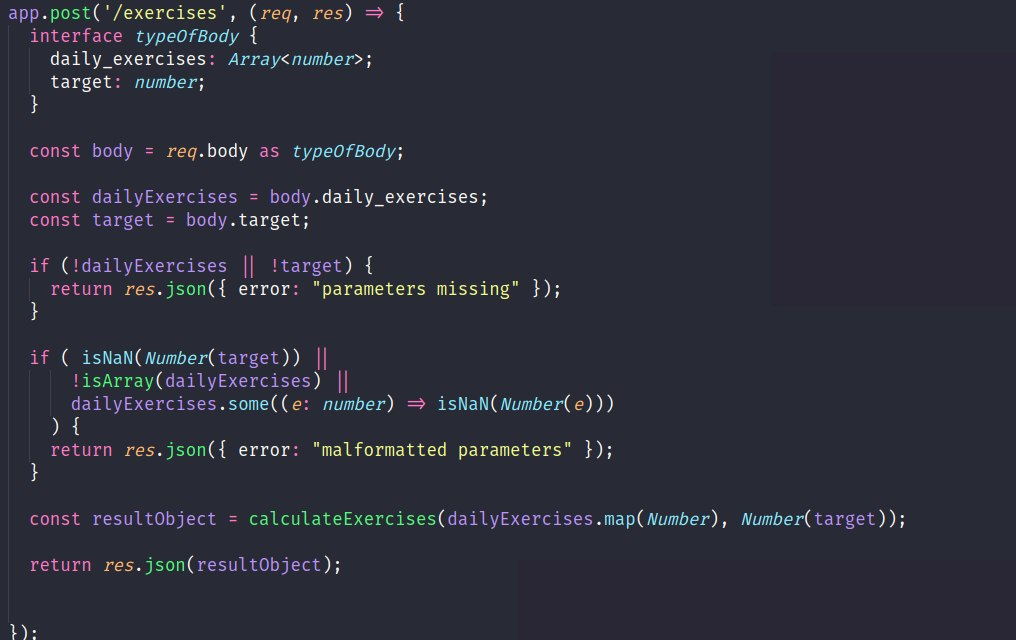 app.post('/exercises', (req, res) => {
  interface typeOfBody {
    daily_exercises: Array<number>;
    target: number;
  }

  const body = req.body as typeOfBody;

  const dailyExercises = body.daily_exercises;
  const target = body.target;

  if (!dailyExercises || !target) {
    return res.json({ error: "parameters missing" });
  }

  if ( isNaN(Number(target)) ||
      !isArray(dailyExercises) ||
      dailyExercises.some((e: number) => isNaN(Number(e)))
    ) {
    return res.json({ error: "malformatted parameters" });
  }

  const resultObject = calculateExercises(dailyExercises.map(Number), Number(target));

  return res.json(resultObject);


});